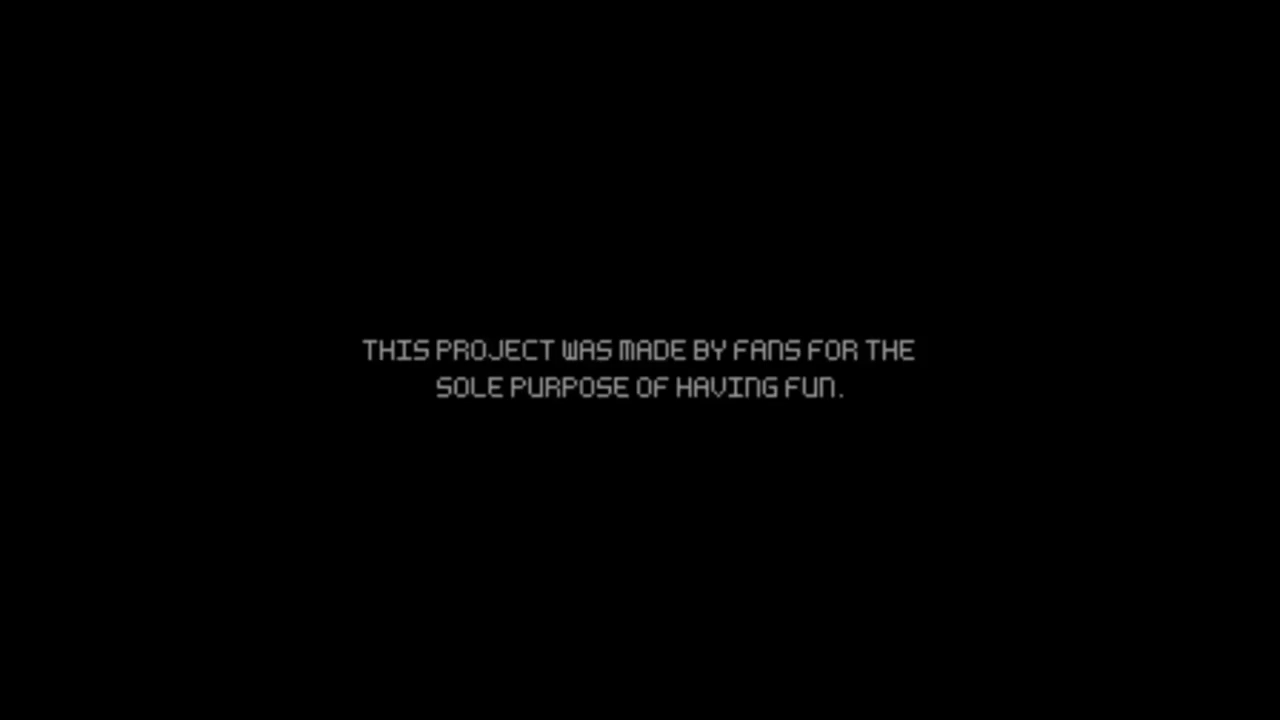 THIS PROJECT WAS MADE BY FANS FOR THE
SOLE PURPOSE OF HAVING FUN.